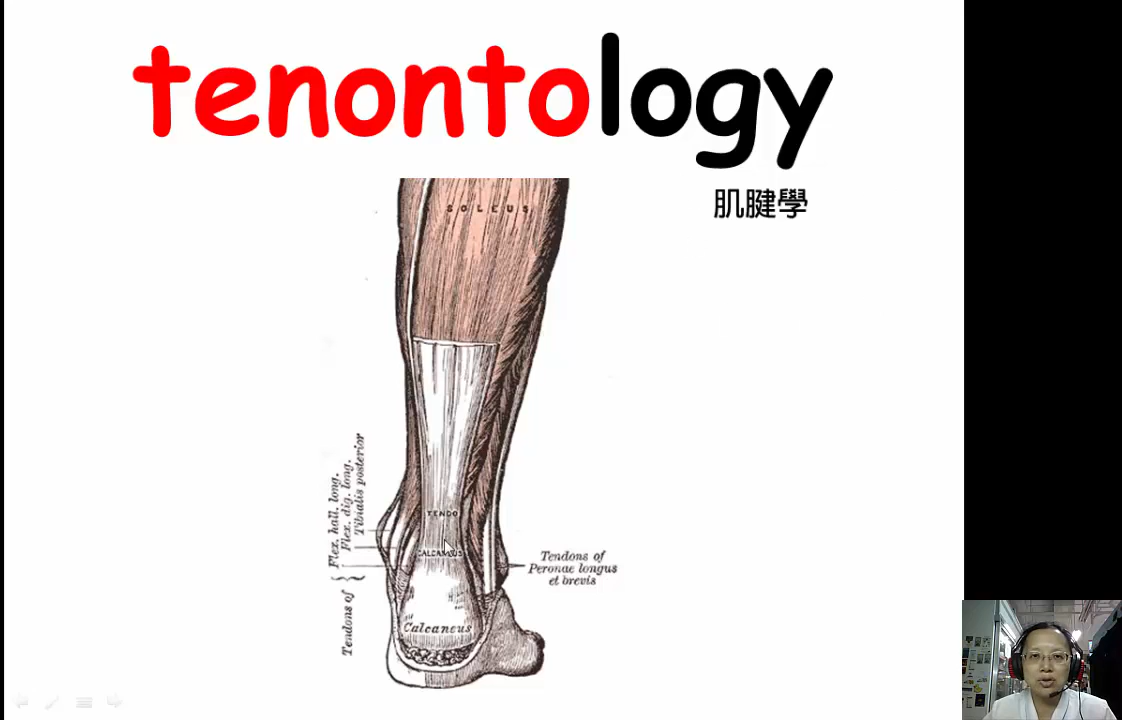 tenontology
肌腱學
SOLEUS
Tendons of
Flex. hall. long.
Flex. dig. long.
Tibialis posterior
TENDO
CALCANEUS
Tendons of
Peronae longus
et brevis
Calcaneus